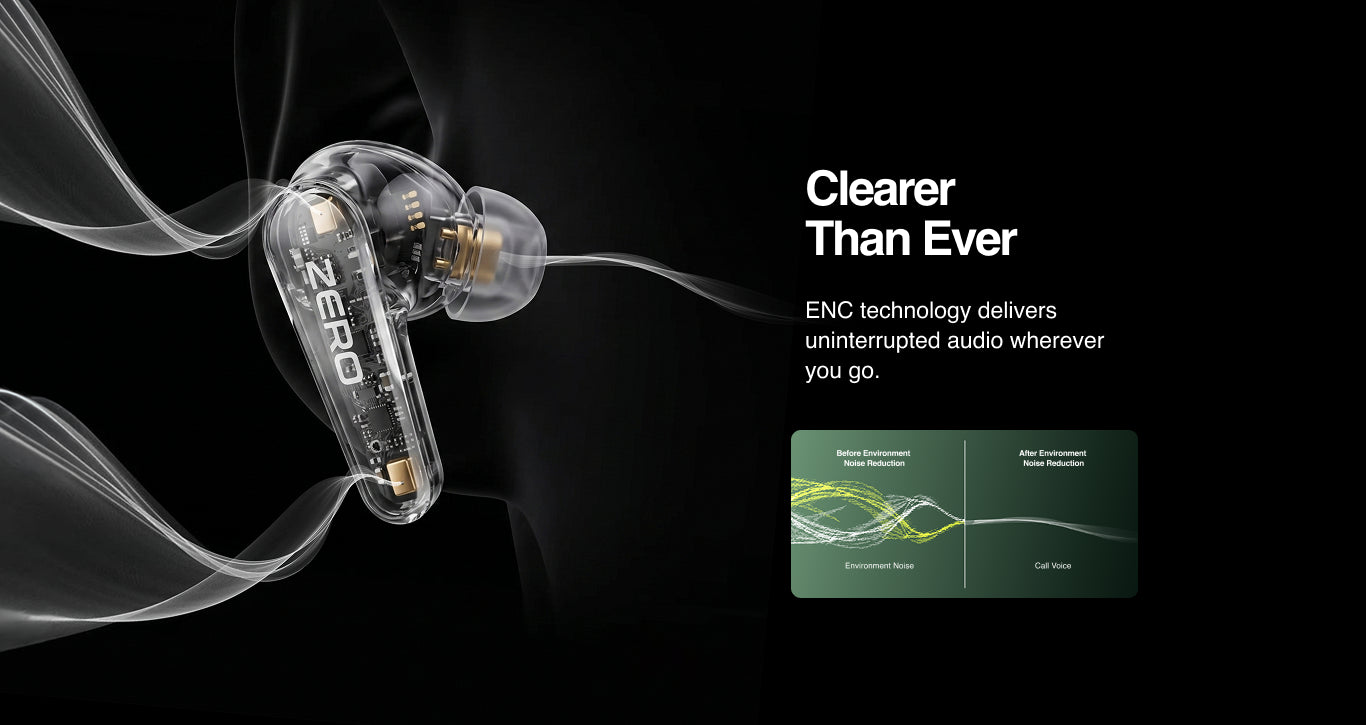 ZERO
Clearer
Than Ever
ENC technology delivers
uninterrupted audio wherever
you go.
Before Environment
Noise Reduction
After Environment
Noise Reduction
Environment Noise
Call Voice